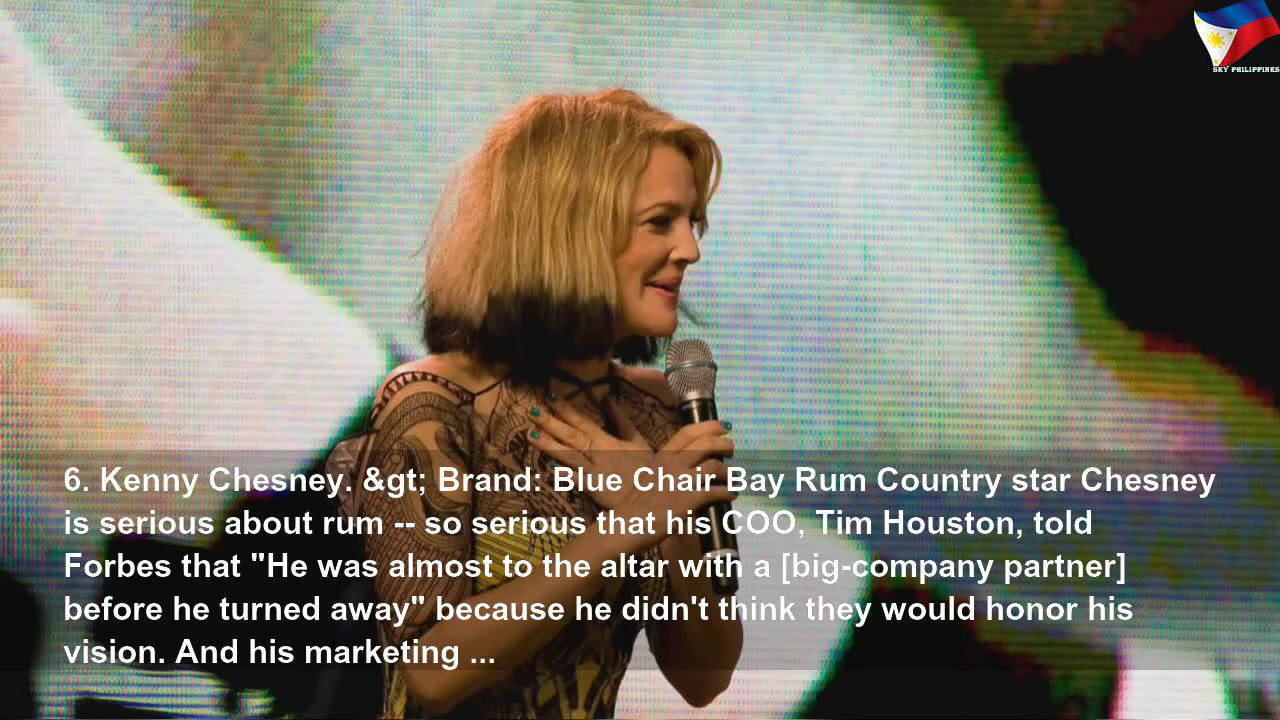 SKY PHILIPPINES
6. Kenny Chesney. &gt; Brand: Blue Chair Bay Rum Country star Chesney
is serious about rum -- so serious that his COO, Tim Houston, told
Forbes that "He was almost to the altar with a [big-company partner]
before he turned away" because he didn't think they would honor his
vision. And his marketing ...